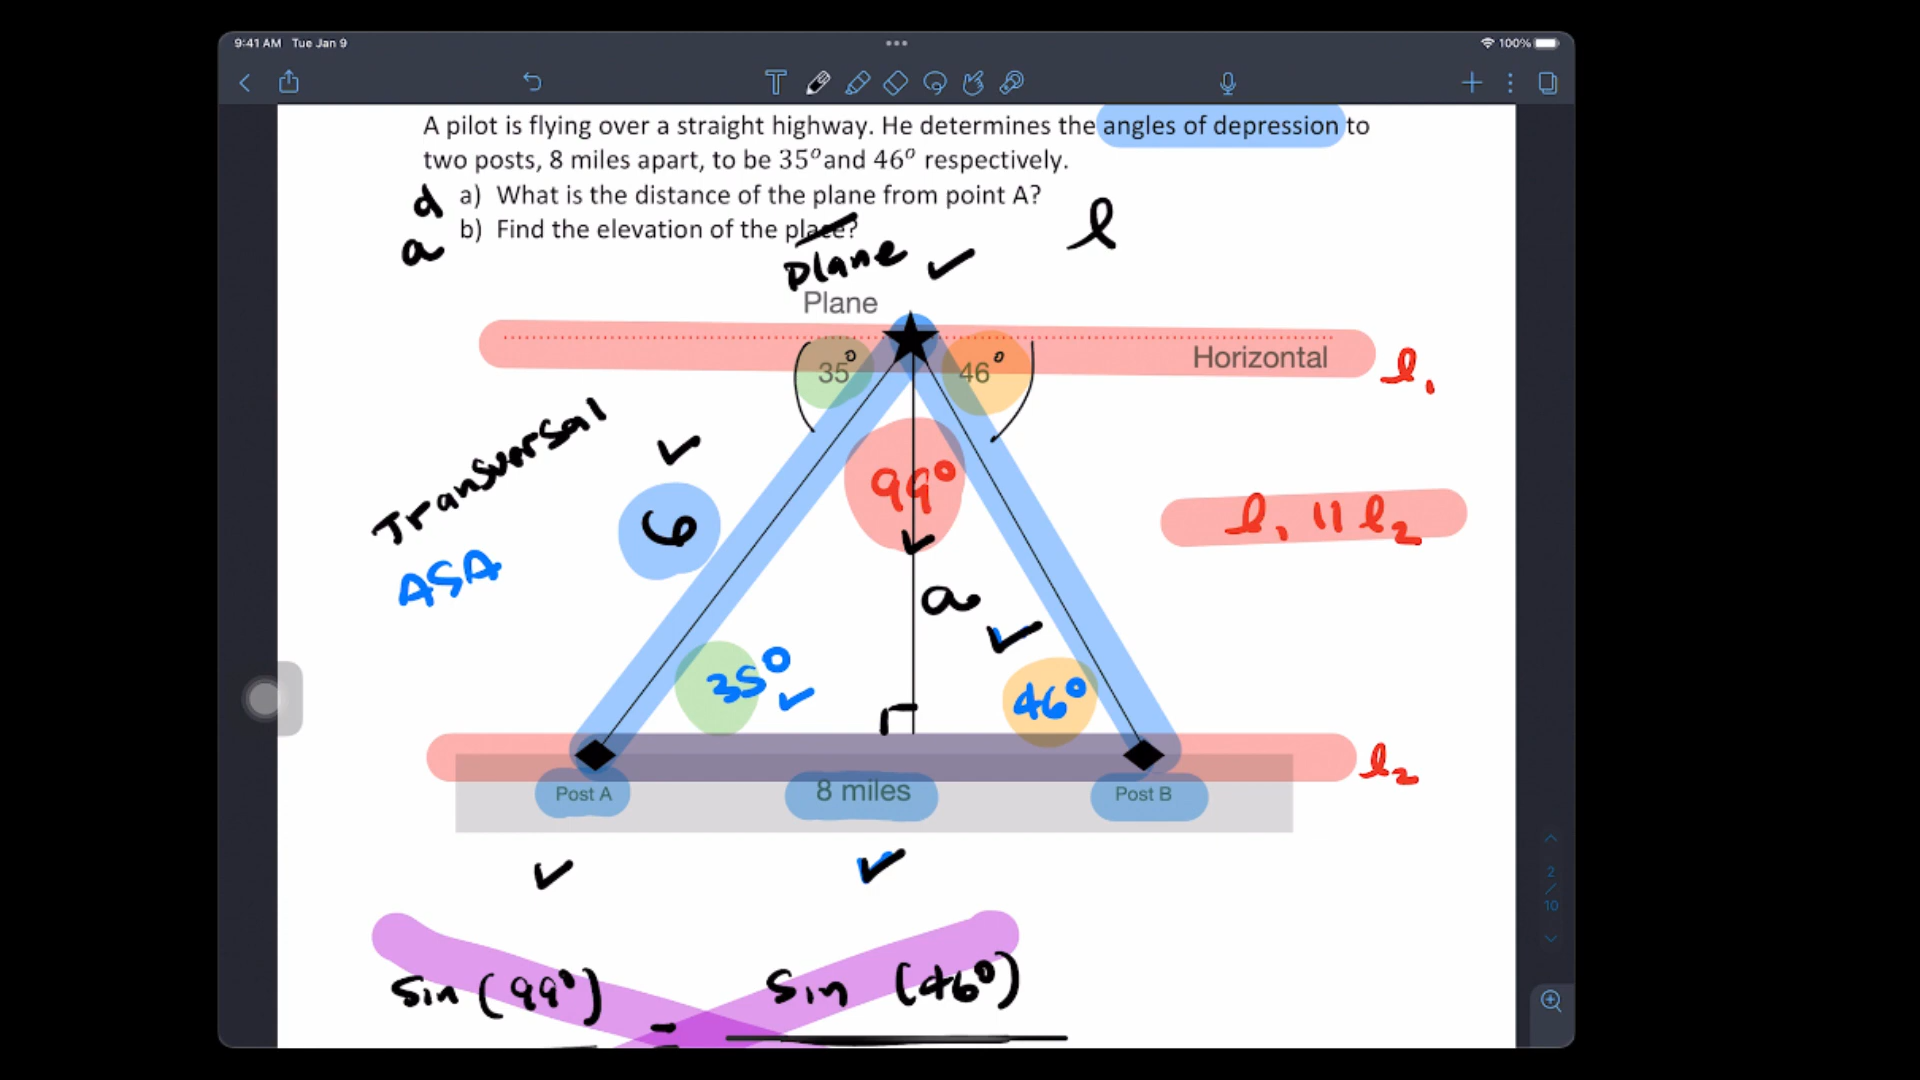 9:41 AM Tue Jan 9
100%
A pilot is flying over a straight highway. He determines the angles of depression to
two posts, 8 miles apart, to be 35° and 46° respectively.
d a) What is the distance of the plane from point A?
a b) Find the elevation of the place?
l
plane
Plane
35° 46° Horizontal l₁
Transversal
99°
6
l₁ || l₂
ASA
a
35° 46°
l₂
Post A 8 miles Post B
2
/
10
Sin (99°) = Sin (46°)